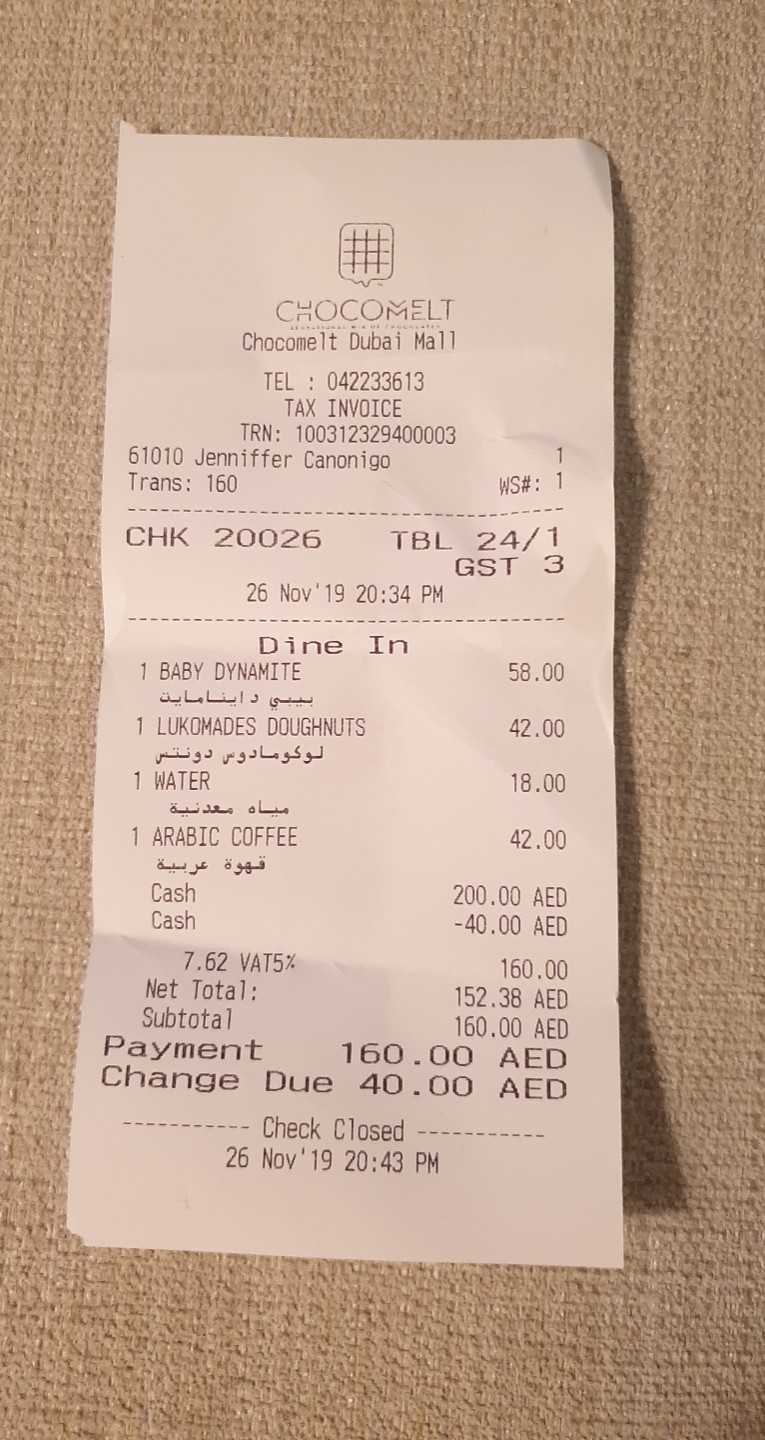 CHOCOMELT
Chocomelt Dubai Mall
TEL : 042233613
TAX INVOICE
TRN: 100312329400003
61010 Jenniffer Canonigo 1
Trans: 160 WS#: 1
CHK 20026 TBL 24/1
GST 3
26 Nov'19 20:34 PM
Dine In
1 BABY DYNAMITE 58.00
بيبي داينامايت
1 LUKOMADES DOUGHNUTS 42.00
لوكومادوس دونتس
1 WATER 18.00
مياه معدنية
1 ARABIC COFFEE 42.00
قهوة عربية
Cash 200.00 AED
Cash -40.00 AED
7.62 VAT5% 160.00
Net Total: 152.38 AED
Subtotal 160.00 AED
Payment 160.00 AED
Change Due 40.00 AED
----------- Check Closed -----------
26 Nov'19 20:43 PM